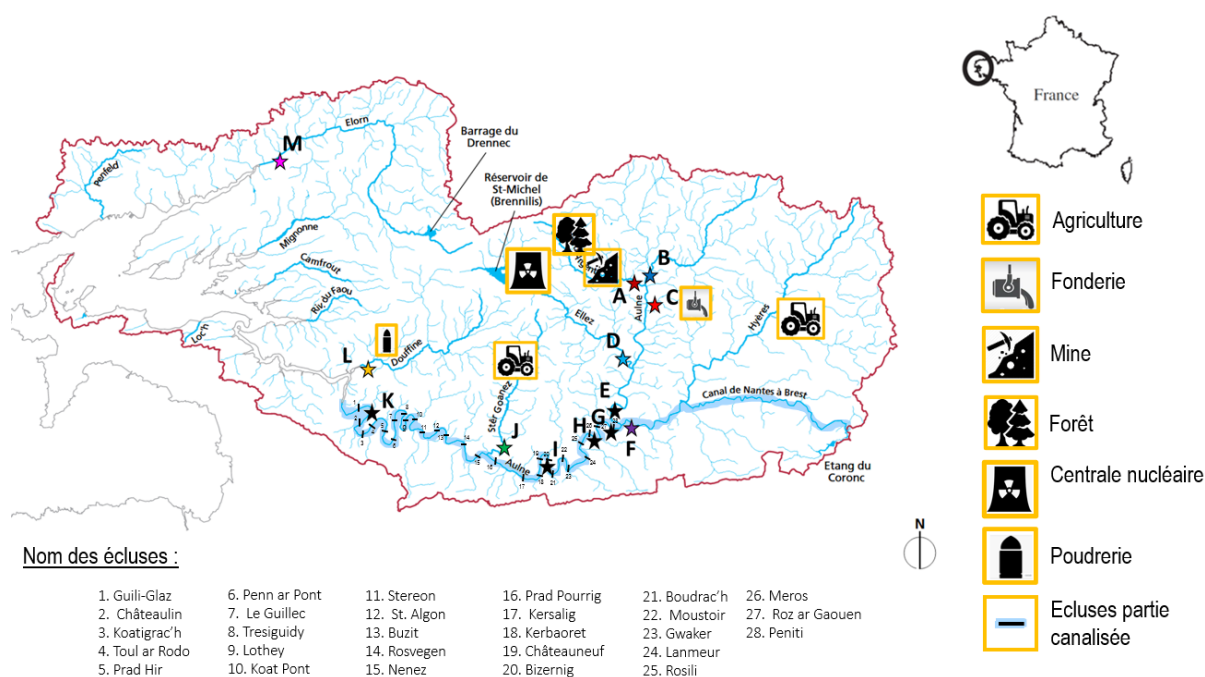 France
M
Elorn
Barrage du
Drennec
Penfeld
Réservoir de
St-Michel
(Brennilis)
Mignonne
Camfrout
Riv. du Faou
Loc'h
B
A
C
Aulne
Ellez
Hyères
D
L
Douffine
E
Canal de Nantes à Brest
K
Stêr Goanez
G
H
F
J
I
Aulne
Etang du
Coronc
N
Agriculture
Fonderie
Mine
Forêt
Centrale nucléaire
Poudrerie
Ecluses partie
canalisée
Nom des écluses :
1. Guili-Glaz
2. Châteaulin
3. Koatigrac'h
4. Toul ar Rodo
5. Prad Hir
6. Penn ar Pont
7. Le Guillec
8. Tresiguidy
9. Lothey
10. Koat Pont
11. Stereon
12. St. Algon
13. Buzit
14. Rosvegen
15. Nenez
16. Prad Pourrig
17. Kersalig
18. Kerbaoret
19. Châteauneuf
20. Bizernig
21. Boudrac'h
22. Moustoir
23. Gwaker
24. Lanmeur
25. Rosili
26. Meros
27. Roz ar Gaouen
28. Peniti